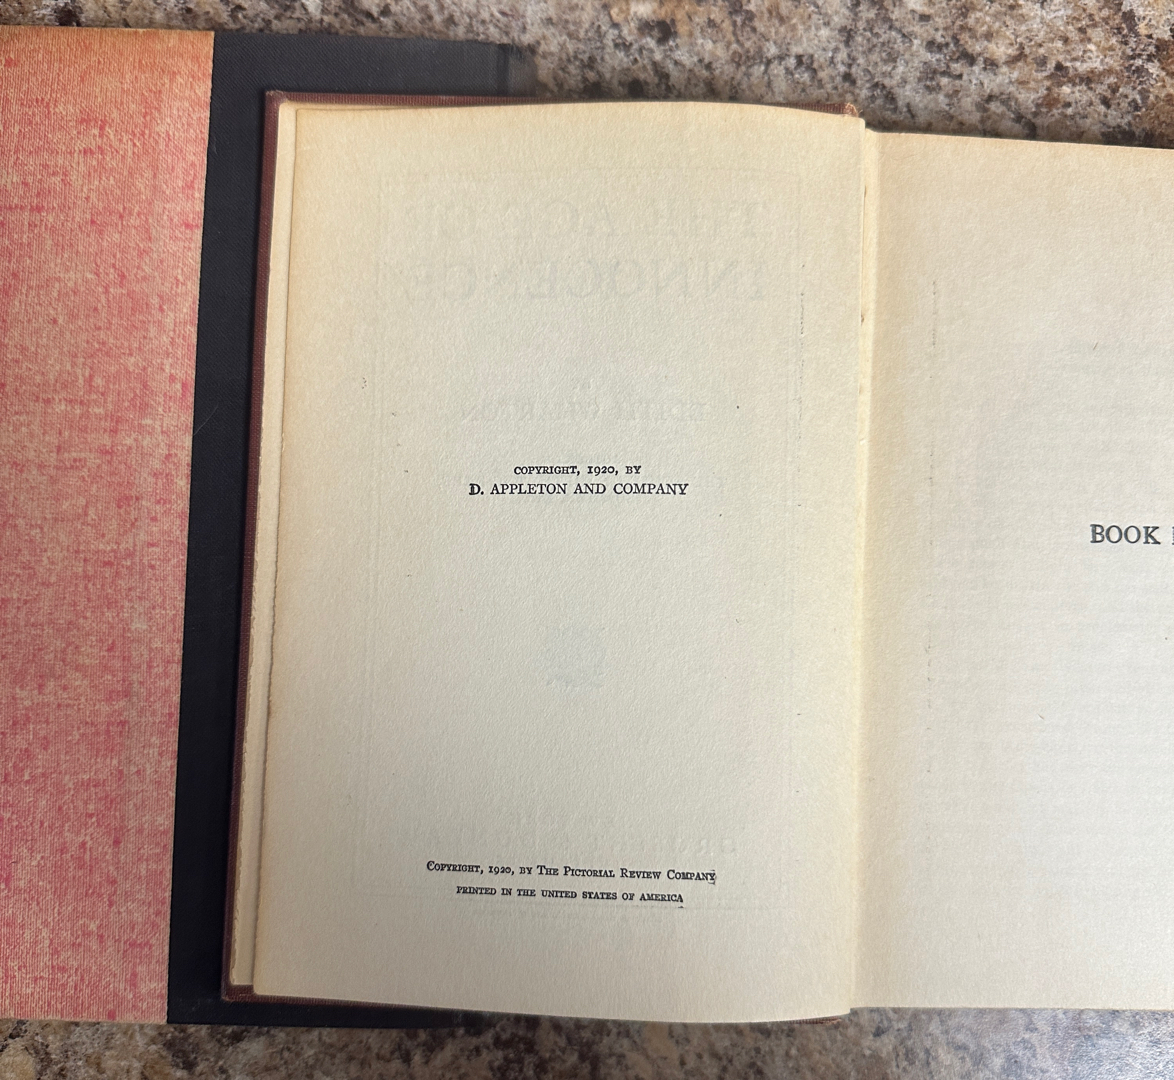 COPYRIGHT, 1920, BY
D. APPLETON AND COMPANY
COPYRIGHT, 1920, BY THE PICTORIAL REVIEW COMPANY
PRINTED IN THE UNITED STATES OF AMERICA
BOOK